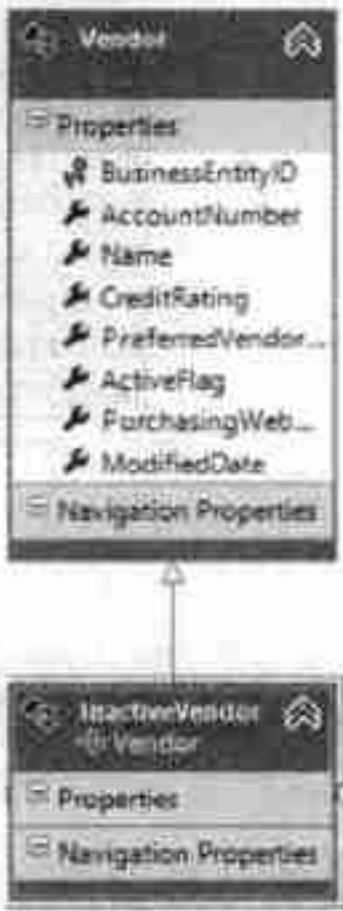 Vendor
Properties
BusinessEntityID
AccountNumber
Name
CreditRating
PreferredVendor...
ActiveFlag
PurchasingWeb...
ModifiedDate
Navigation Properties
InactiveVendor
Vendor
Properties
Navigation Properties